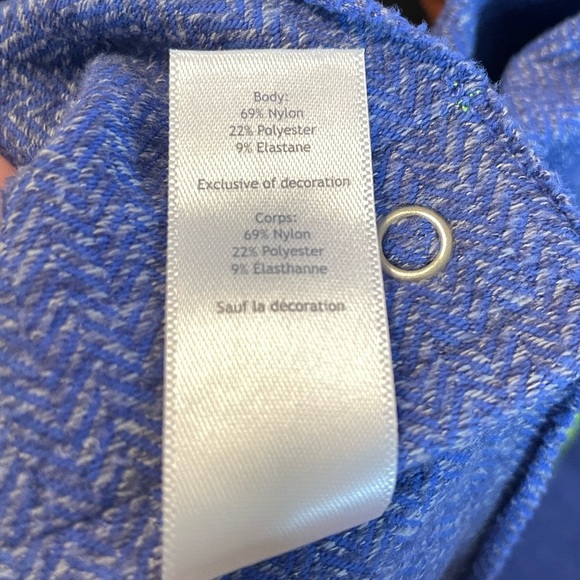 Body:
69% Nylon
22% Polyester
9% Elastane
Exclusive of decoration
Corps:
69% Nylon
22% Polyester
9% Élasthanne
Sauf la décoration